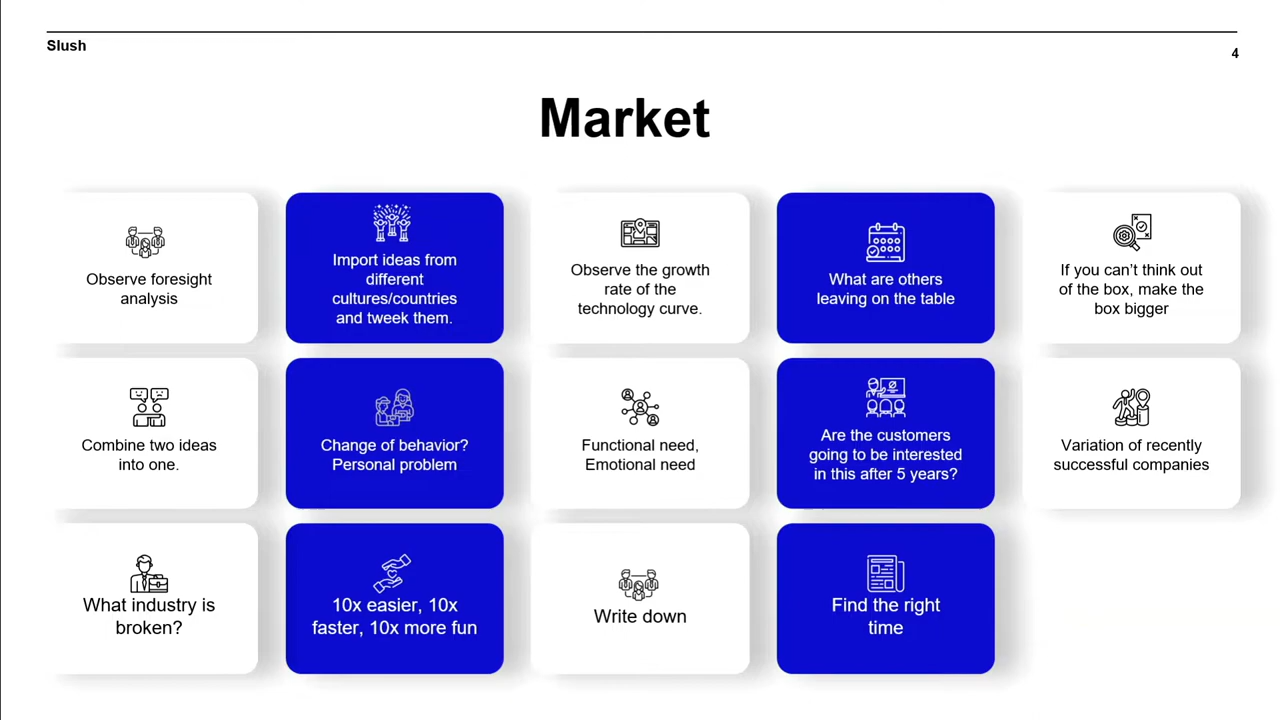 Slush
4
Market
Observe foresight
analysis
Import ideas from
different
cultures/countries
and tweek them.
Observe the growth
rate of the
technology curve.
What are others
leaving on the table
If you can’t think out
of the box, make the
box bigger
Combine two ideas
into one.
Change of behavior?
Personal problem
Functional need,
Emotional need
Are the customers
going to be interested
in this after 5 years?
Variation of recently
successful companies
What industry is
broken?
10x easier, 10x
faster, 10x more fun
Write down
Find the right
time